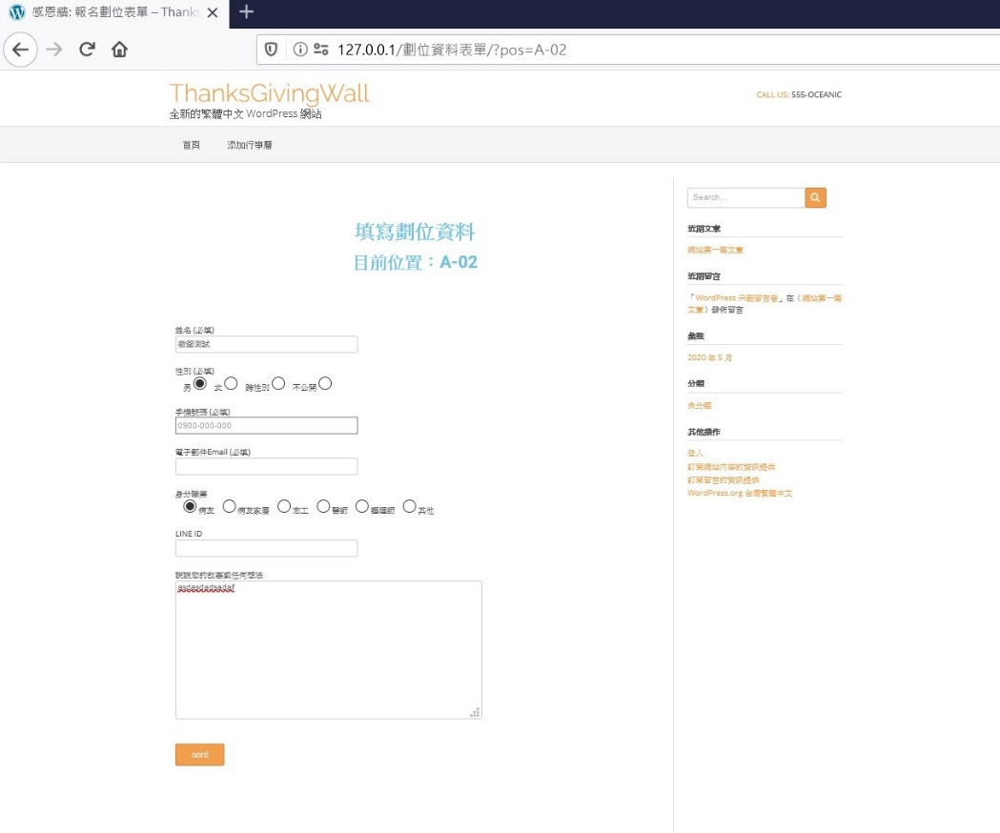 感恩牆: 報名劃位表單 – Thanks
127.0.0.1/劃位資料表單/?pos=A-02
ThanksGivingWall
全新的繁體中文 WordPress 網站
CALL US: 555-OCEANIC
首頁 添加行事曆
填寫劃位資料
目前位置：A-02
姓名 (必填)
截圖測試
性別 (必填)
男 女 跨性別 不公開
手機號碼 (必填)
0900-000-000
電子郵件Email (必填)
身分職業
病友 病友家屬 志工 醫師 護理師 其他
LINE ID
說說您的故事或任何想法
asdasdadsadaf
sent
Search...
近期文章
網站第一篇文章
近期留言
「WordPress 示範留言者」在〈網站第一篇
文章〉發佈留言
彙整
2020 年 5 月
分類
未分類
其他操作
登入
訂閱網站內容的資訊提供
訂閱留言的資訊提供
WordPress.org 台灣繁體中文